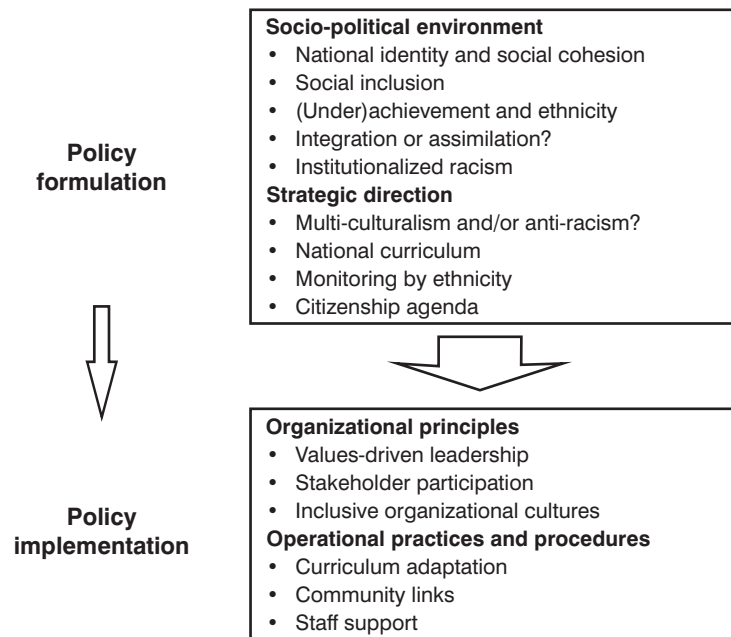 Socio-political environment
• National identity and social cohesion
• Social inclusion
• (Under)achievement and ethnicity
• Integration or assimilation?
• Institutionalized racism
Policy
formulation
Strategic direction
• Multi-culturalism and/or anti-racism?
• National curriculum
• Monitoring by ethnicity
• Citizenship agenda
Organizational principles
• Values-driven leadership
• Stakeholder participation
• Inclusive organizational cultures
Policy
implementation
Operational practices and procedures
• Curriculum adaptation
• Community links
• Staff support